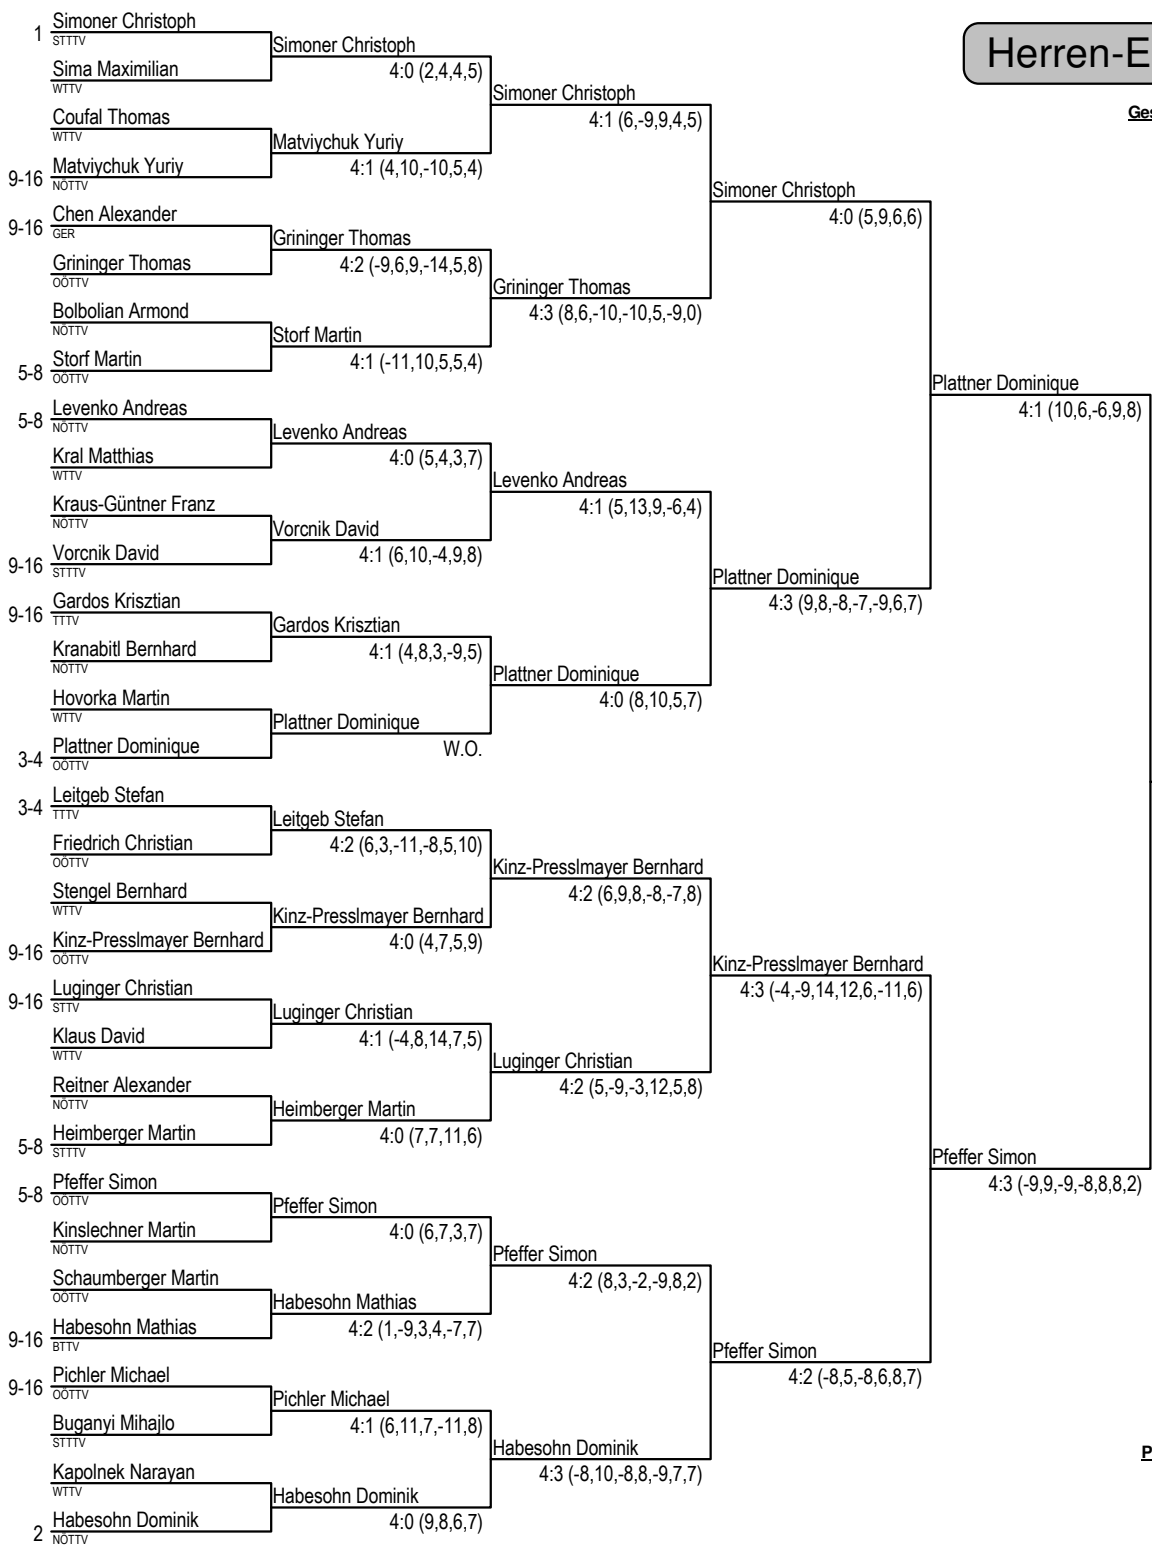 Herren-E
Ges
1 Simoner Christoph
STTTV
Sima Maximilian
WTTV
Coufal Thomas
WTTV
9-16 Matviychuk Yuriy
NÖTTV
9-16 Chen Alexander
GER
Grininger Thomas
OÖTTV
Bolbolian Armond
NÖTTV
5-8 Storf Martin
OÖTTV
5-8 Levenko Andreas
NÖTTV
Kral Matthias
WTTV
Kraus-Güntner Franz
NÖTTV
9-16 Vorcnik David
STTTV
9-16 Gardos Krisztian
TTTV
Kranabitl Bernhard
NÖTTV
Hovorka Martin
WTTV
3-4 Plattner Dominique
OÖTTV
3-4 Leitgeb Stefan
TTTV
Friedrich Christian
OÖTTV
Stengel Bernhard
WTTV
9-16 Kinz-Presslmayer Bernhard
OÖTTV
9-16 Luginger Christian
STTV
Klaus David
WTTV
Reitner Alexander
NÖTTV
5-8 Heimberger Martin
STTTV
5-8 Pfeffer Simon
OÖTTV
Kinslechner Martin
NÖTTV
Schaumberger Martin
OÖTTV
9-16 Habesohn Mathias
BTTV
9-16 Pichler Michael
OÖTTV
Buganyi Mihajlo
STTTV
Kapolnek Narayan
WTTV
2 Habesohn Dominik
NÖTTV
Simoner Christoph
4:0 (2,4,4,5)
Matviychuk Yuriy
4:1 (4,10,-10,5,4)
Grininger Thomas
4:2 (-9,6,9,-14,5,8)
Storf Martin
4:1 (-11,10,5,5,4)
Levenko Andreas
4:0 (5,4,3,7)
Vorcnik David
4:1 (6,10,-4,9,8)
Gardos Krisztian
4:1 (4,8,3,-9,5)
Plattner Dominique
W.O.
Leitgeb Stefan
4:2 (6,3,-11,-8,5,10)
Kinz-Presslmayer Bernhard
4:0 (4,7,5,9)
Luginger Christian
4:1 (-4,8,14,7,5)
Heimberger Martin
4:0 (7,7,11,6)
Pfeffer Simon
4:0 (6,7,3,7)
Habesohn Mathias
4:2 (1,-9,3,4,-7,7)
Pichler Michael
4:1 (6,11,7,-11,8)
Habesohn Dominik
4:0 (9,8,6,7)
Simoner Christoph
4:1 (6,-9,9,4,5)
Grininger Thomas
4:3 (8,6,-10,-10,5,-9,0)
Levenko Andreas
4:1 (5,13,9,-6,4)
Plattner Dominique
4:0 (8,10,5,7)
Kinz-Presslmayer Bernhard
4:2 (6,9,8,-8,-7,8)
Luginger Christian
4:2 (5,-9,-3,12,5,8)
Pfeffer Simon
4:2 (8,3,-2,-9,8,2)
Habesohn Dominik
4:3 (-8,10,-8,8,-9,7,7)
Simoner Christoph
4:0 (5,9,6,6)
Plattner Dominique
4:3 (9,8,-8,-7,-9,6,7)
Kinz-Presslmayer Bernhard
4:3 (-4,-9,14,12,6,-11,6)
Pfeffer Simon
4:2 (-8,5,-8,6,8,7)
Plattner Dominique
4:1 (10,6,-6,9,8)
Pfeffer Simon
4:3 (-9,9,-9,-8,8,8,2)
P